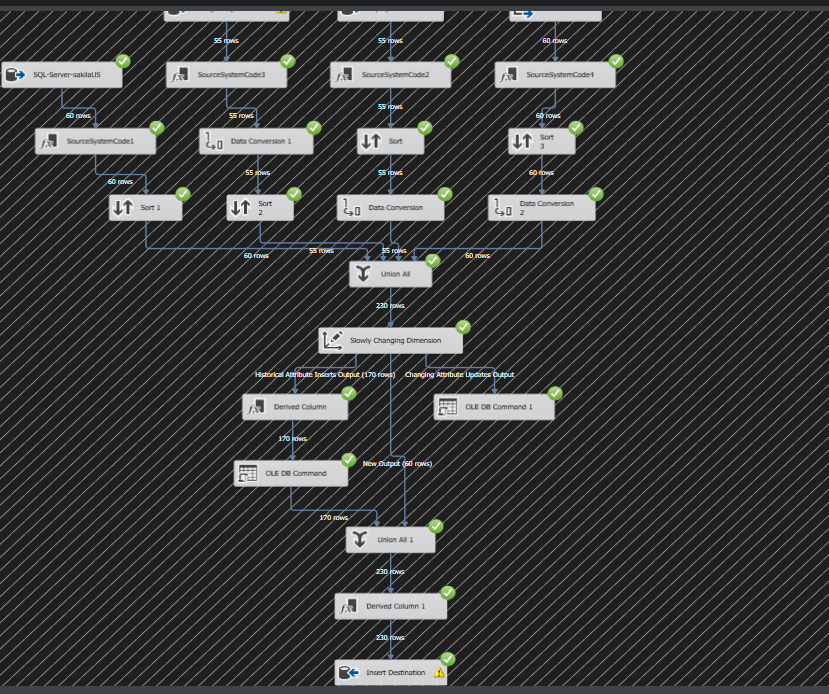 55 rows
55 rows
60 rows
SQL-Server-sakilaUS
SourceSystemCode3
SourceSystemCode2
SourceSystemCode4
60 rows
55 rows
55 rows
60 rows
SourceSystemCode1
Data Conversion 1
Sort
Sort
3
60 rows
55 rows
55 rows
60 rows
Sort 1
Sort
2
Data Conversion
Data Conversion
2
60 rows
55 rows
55 rows
60 rows
Union All
230 rows
Slowly Changing Dimension
Historical Attribute Inserts Output (170 rows)
Changing Attribute Updates Output
Derived Column
OLE DB Command 1
170 rows
New Output (60 rows)
OLE DB Command
170 rows
Union All 1
230 rows
Derived Column 1
230 rows
Insert Destination